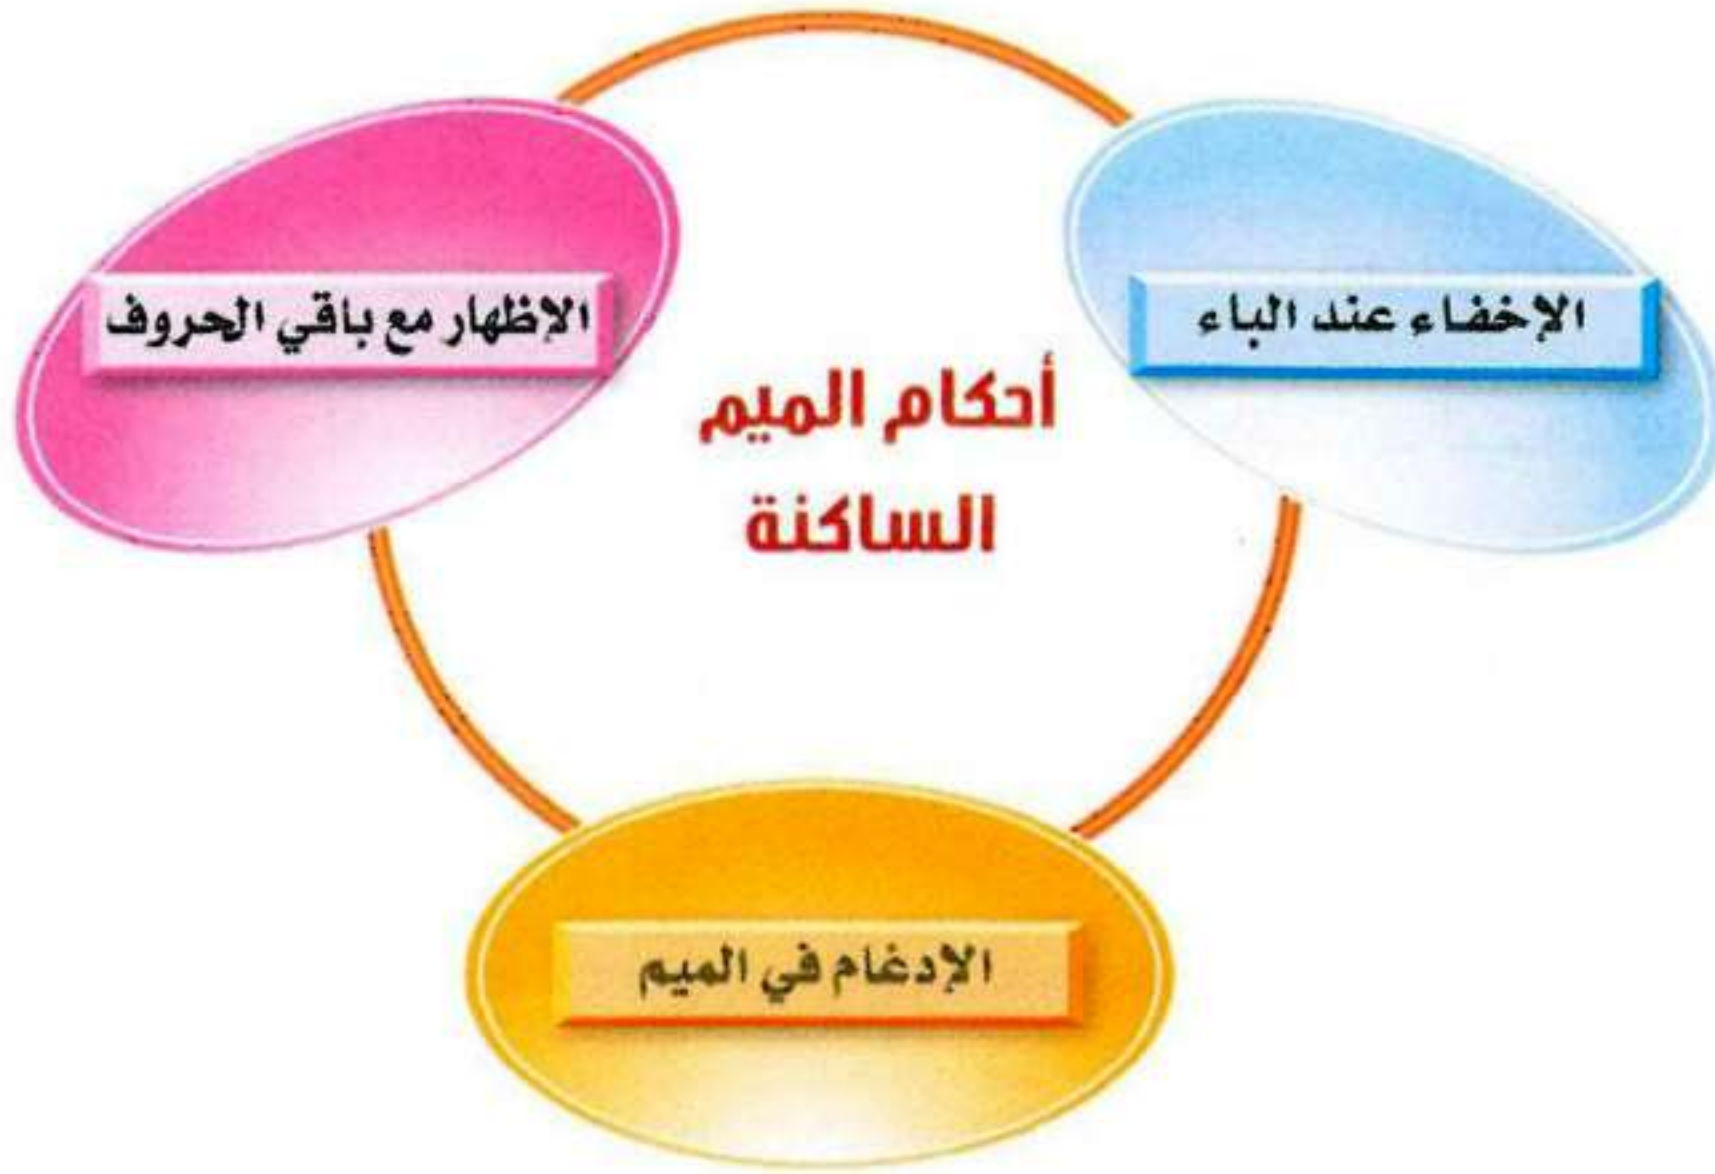 أحكام الميم
الساكنة
الإخفاء عند الباء
الإدغام في الميم
الإظهار مع باقي الحروف